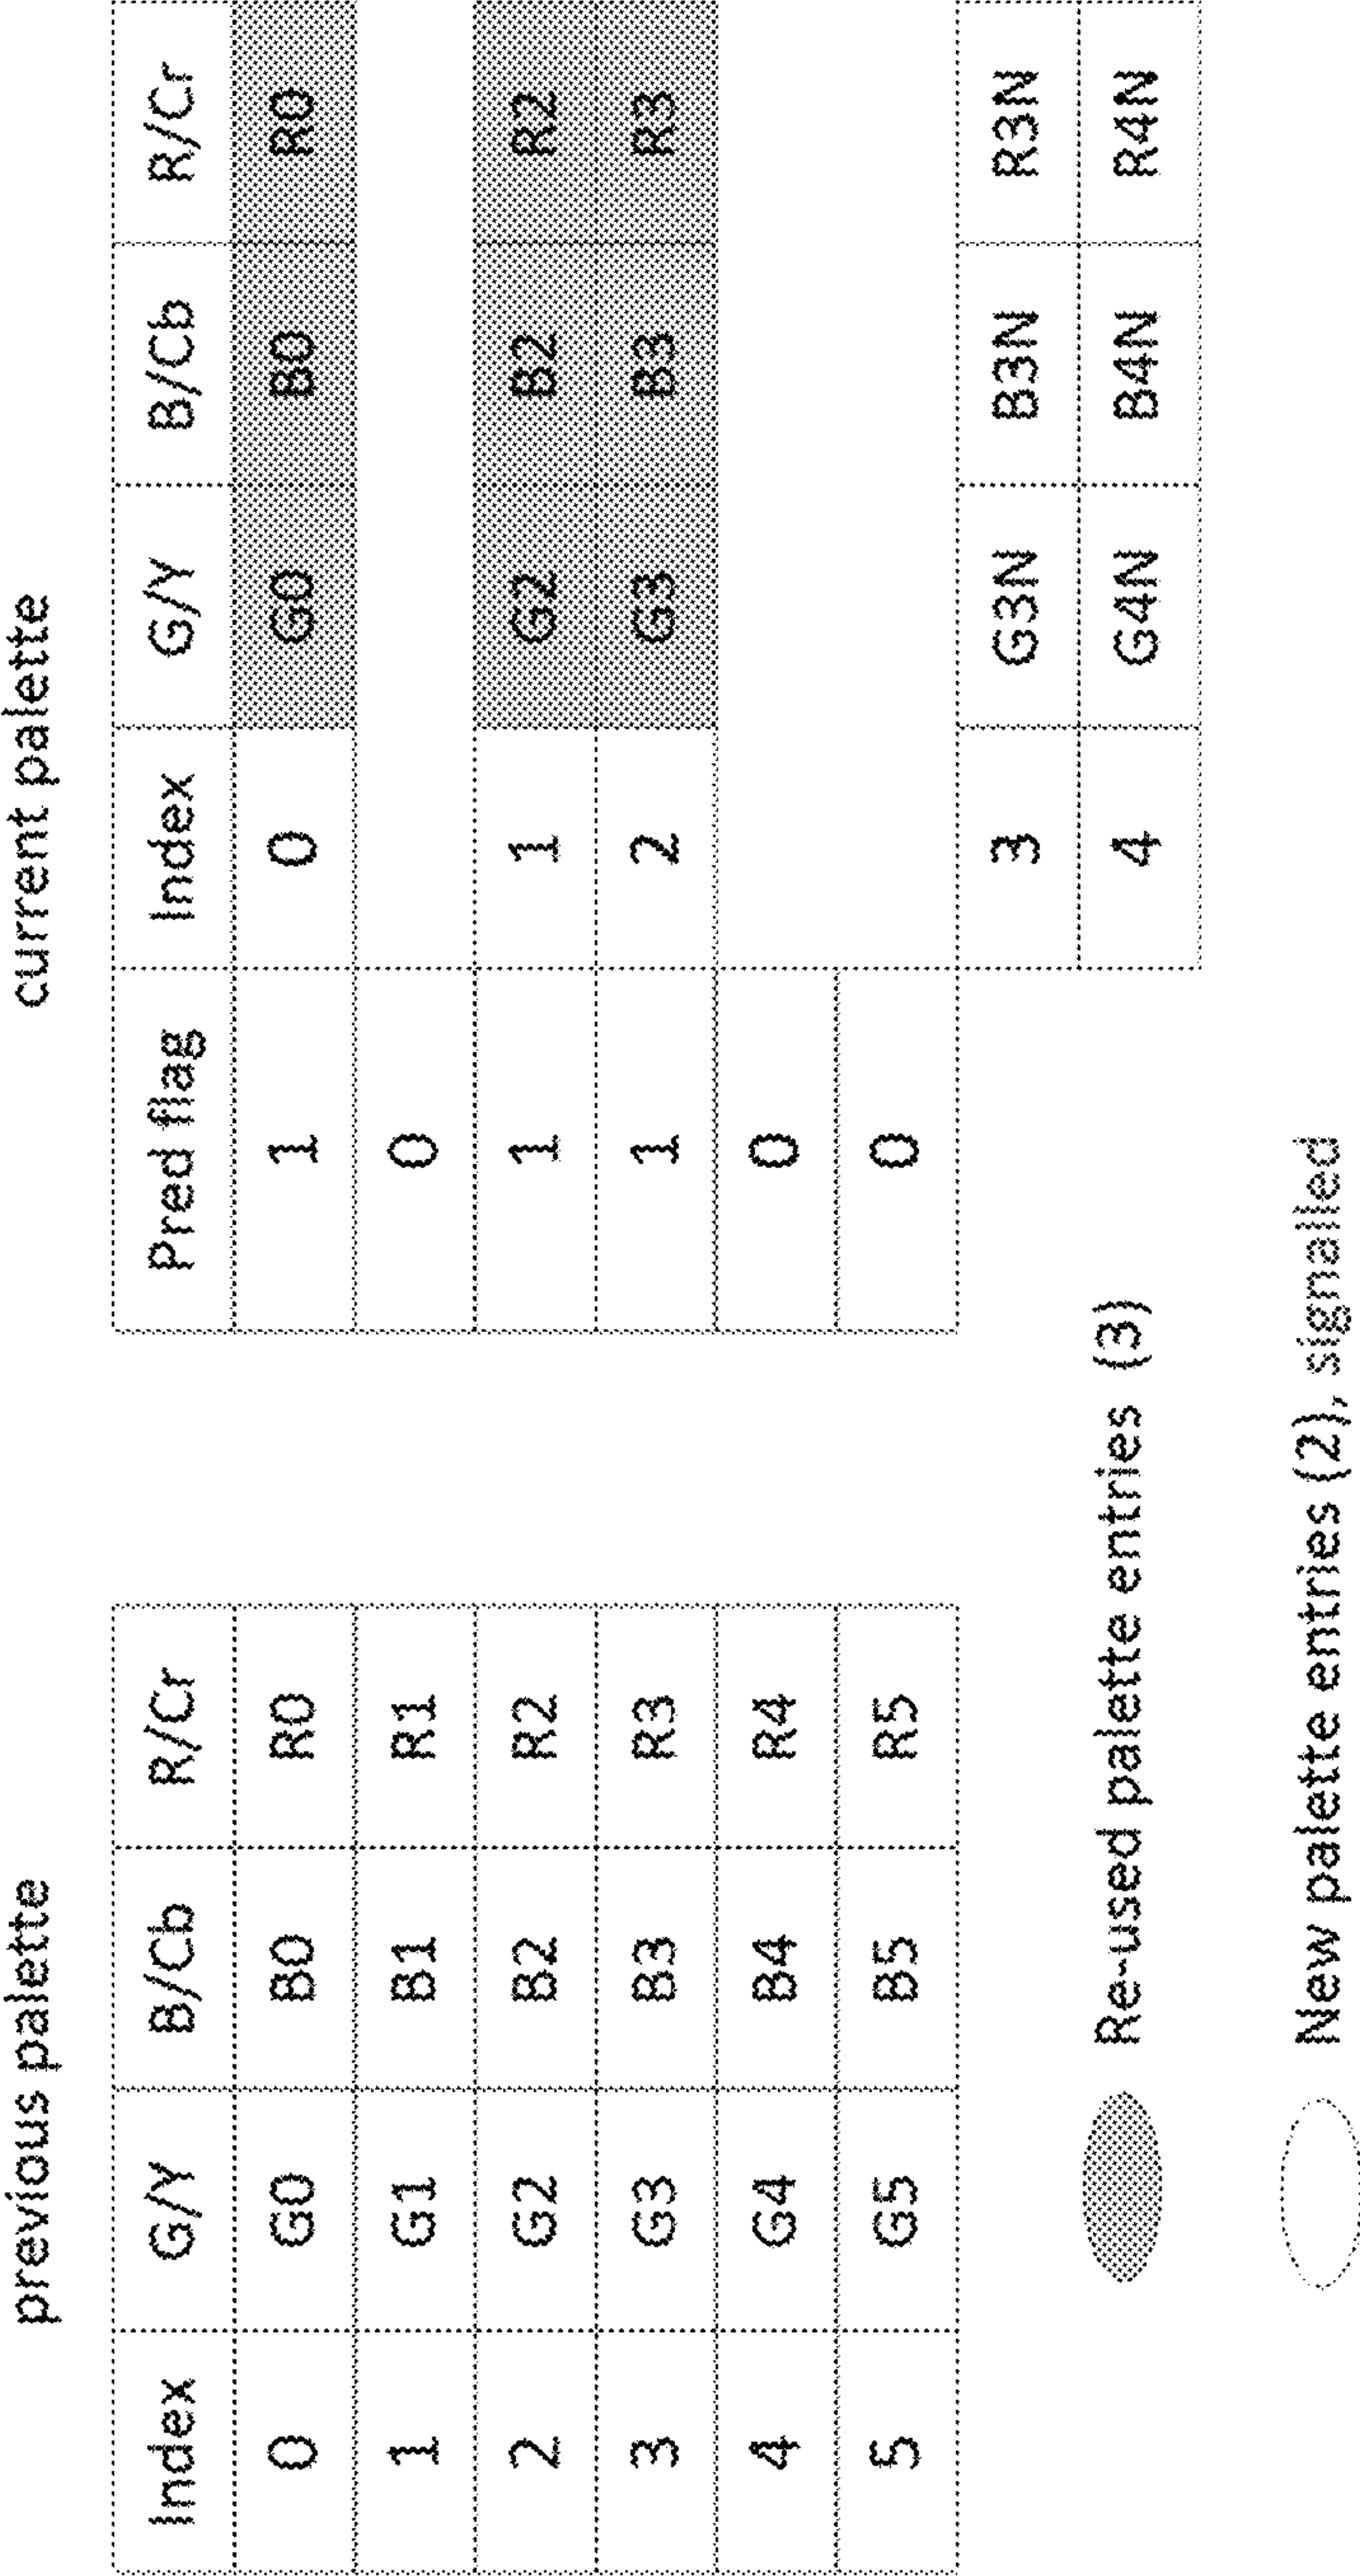 previous palette
Index G/Y B/Cb R/Cr
0 G0 B0 R0
1 G1 B1 R1
2 G2 B2 R2
3 G3 B3 R3
4 G4 B4 R4
5 G5 B5 R5
current palette
Pred flag Index G/Y B/Cb R/Cr
1 0 G0 B0 R0
0
1 1 G2 B2 R2
1 2 G3 B3 R3
0
0
3 G3N B3N R3N
4 G4N B4N R4N
Re-used palette entries (3)
New palette entries (2), signalled